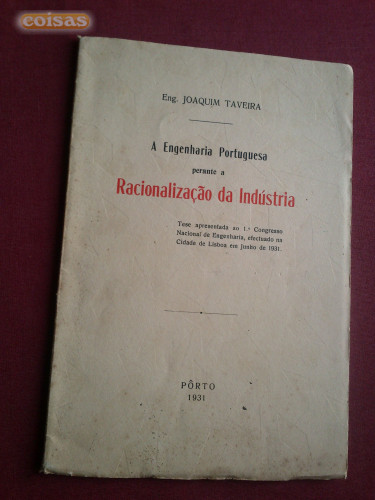 coisas
Eng. JOAQUIM TAVEIRA
A Engenharia Portuguesa
perante a
Racionalização da Indústria
Tese apresentada ao 1.º Congresso
Nacional de Engenharia, efectuado na
Cidade de Lisboa em Junho de 1931.
PÔRTO
1931